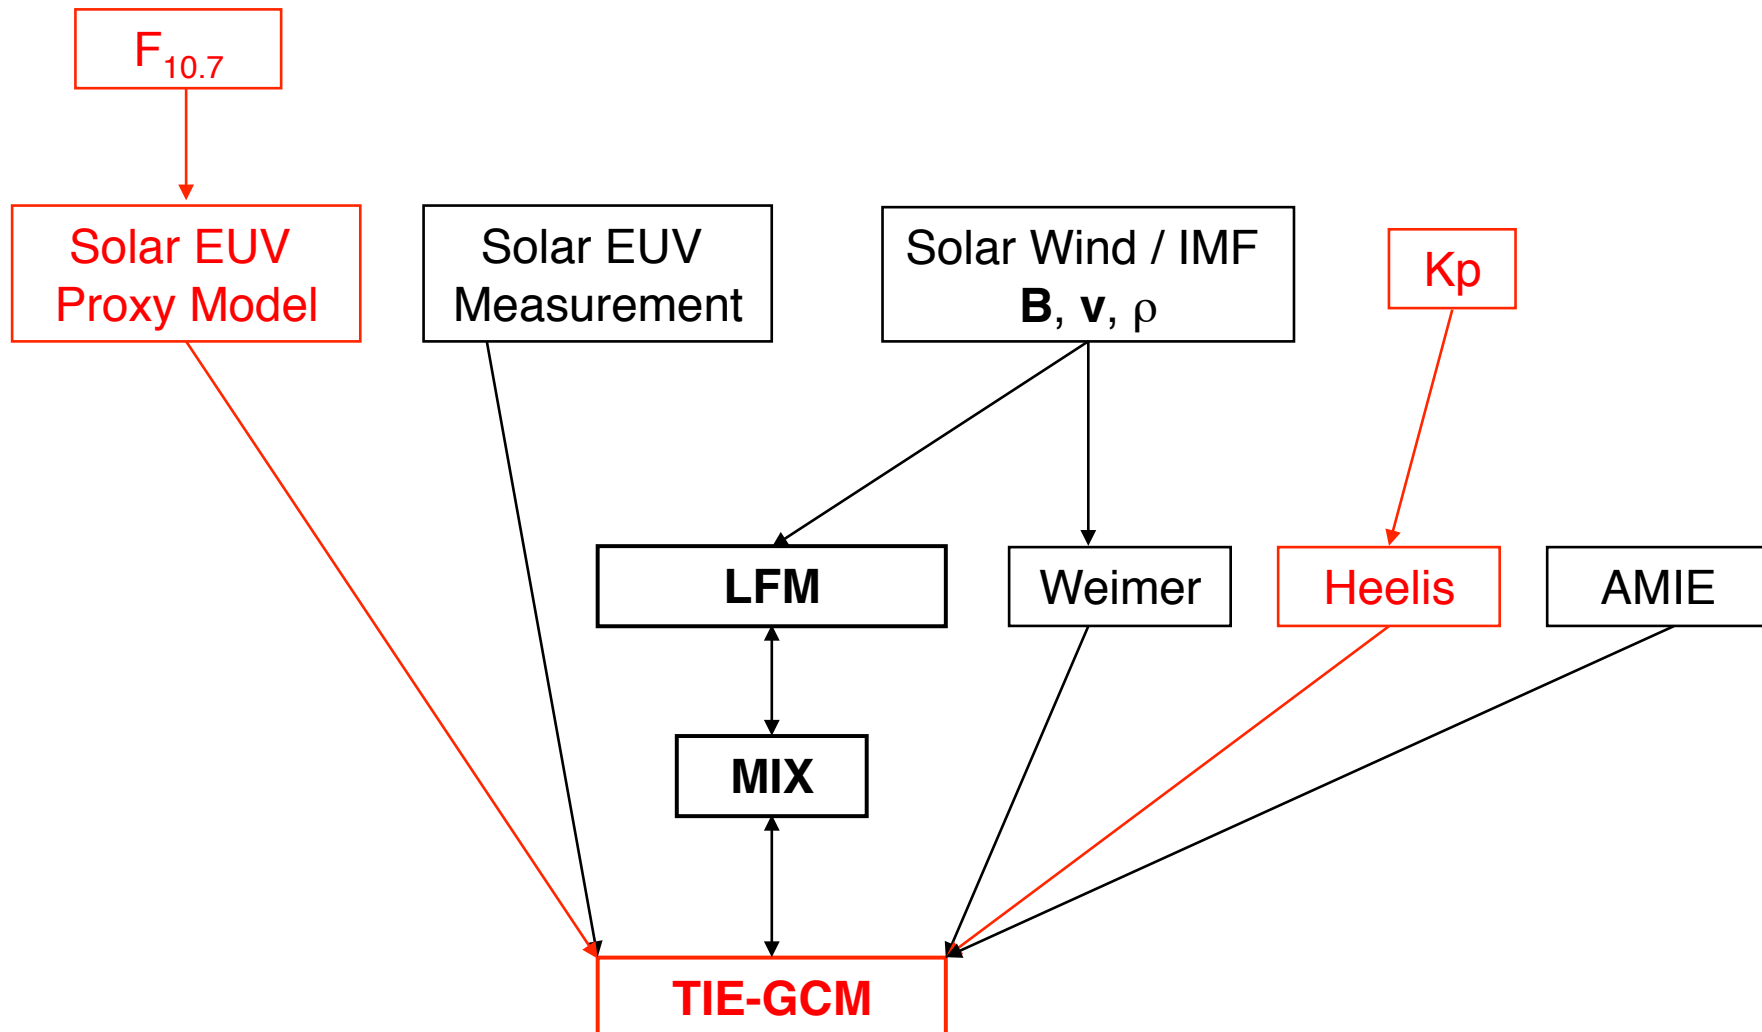 F10.7
Solar EUV
Proxy Model
Solar EUV
Measurement
Solar Wind / IMF
B, v, ρ
Kp
LFM
Weimer
Heelis
AMIE
MIX
TIE-GCM